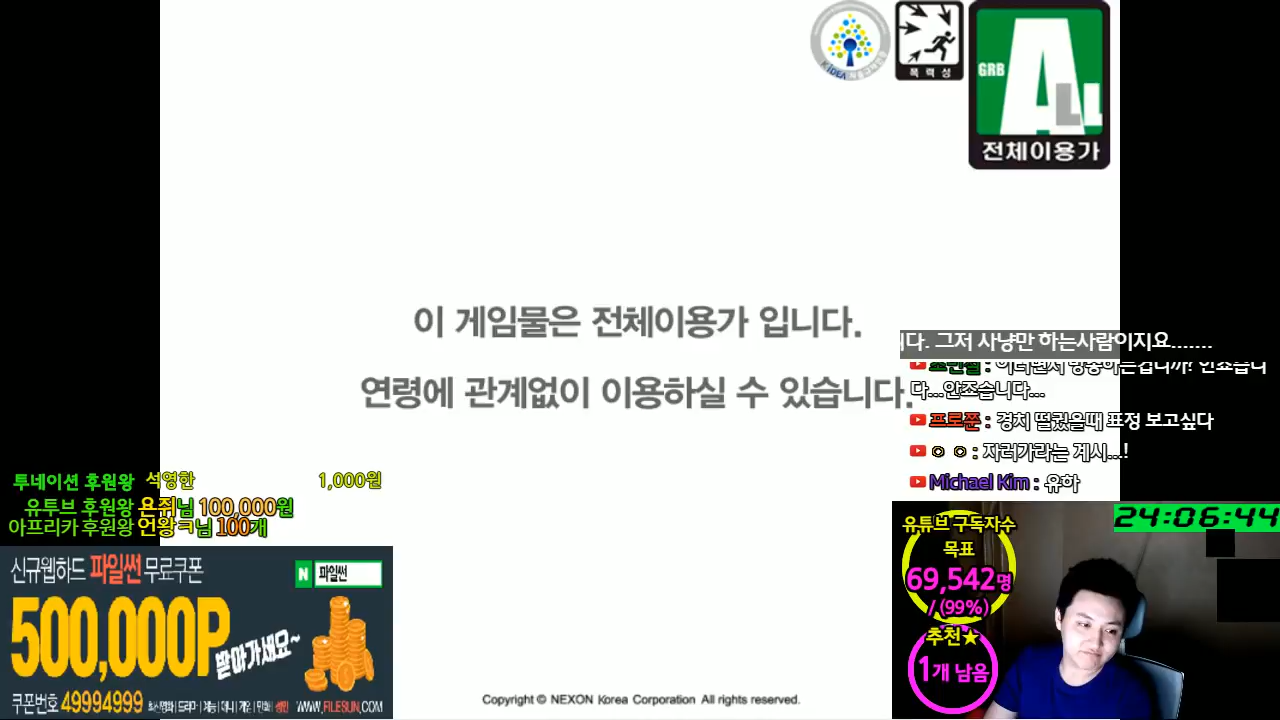 폭력성
GRB
ALL
전체이용가
이 게임물은 전체이용가 입니다.
연령에 관계없이 이용하실 수 있습니다.
다. 그저 사냥만 하는사람이지요.......
다...안죠습니다...
프로쭌 : 경치 떨궜을때 표정 보고싶다
ㅇ ㅇ : 자러가라는 계시...!
Michael Kim : 유하
투네이션 후원왕 석영한 1,000원
유튜브 후원왕 욘쥐님 100,000원
아프리카 후원왕 언왕ㅋ님 100개
신규웹하드 파일썬 무료쿠폰
N 파일썬
500,000P
받아가세요~
쿠폰번호 49994999
WWW.FILESUN.COM
유튜브 구독자수
목표
69,542명
/ (99%)
추천★
1개 남음
24:06:44
Copyright © NEXON Korea Corporation All rights reserved.